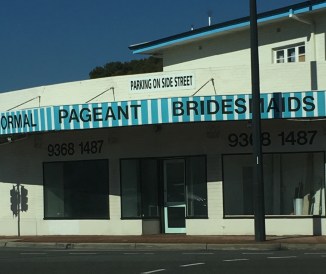 PARKING ON SIDE STREET
ORMAL PAGEANT BRIDESMAIDS
9368 1487 9368 1487